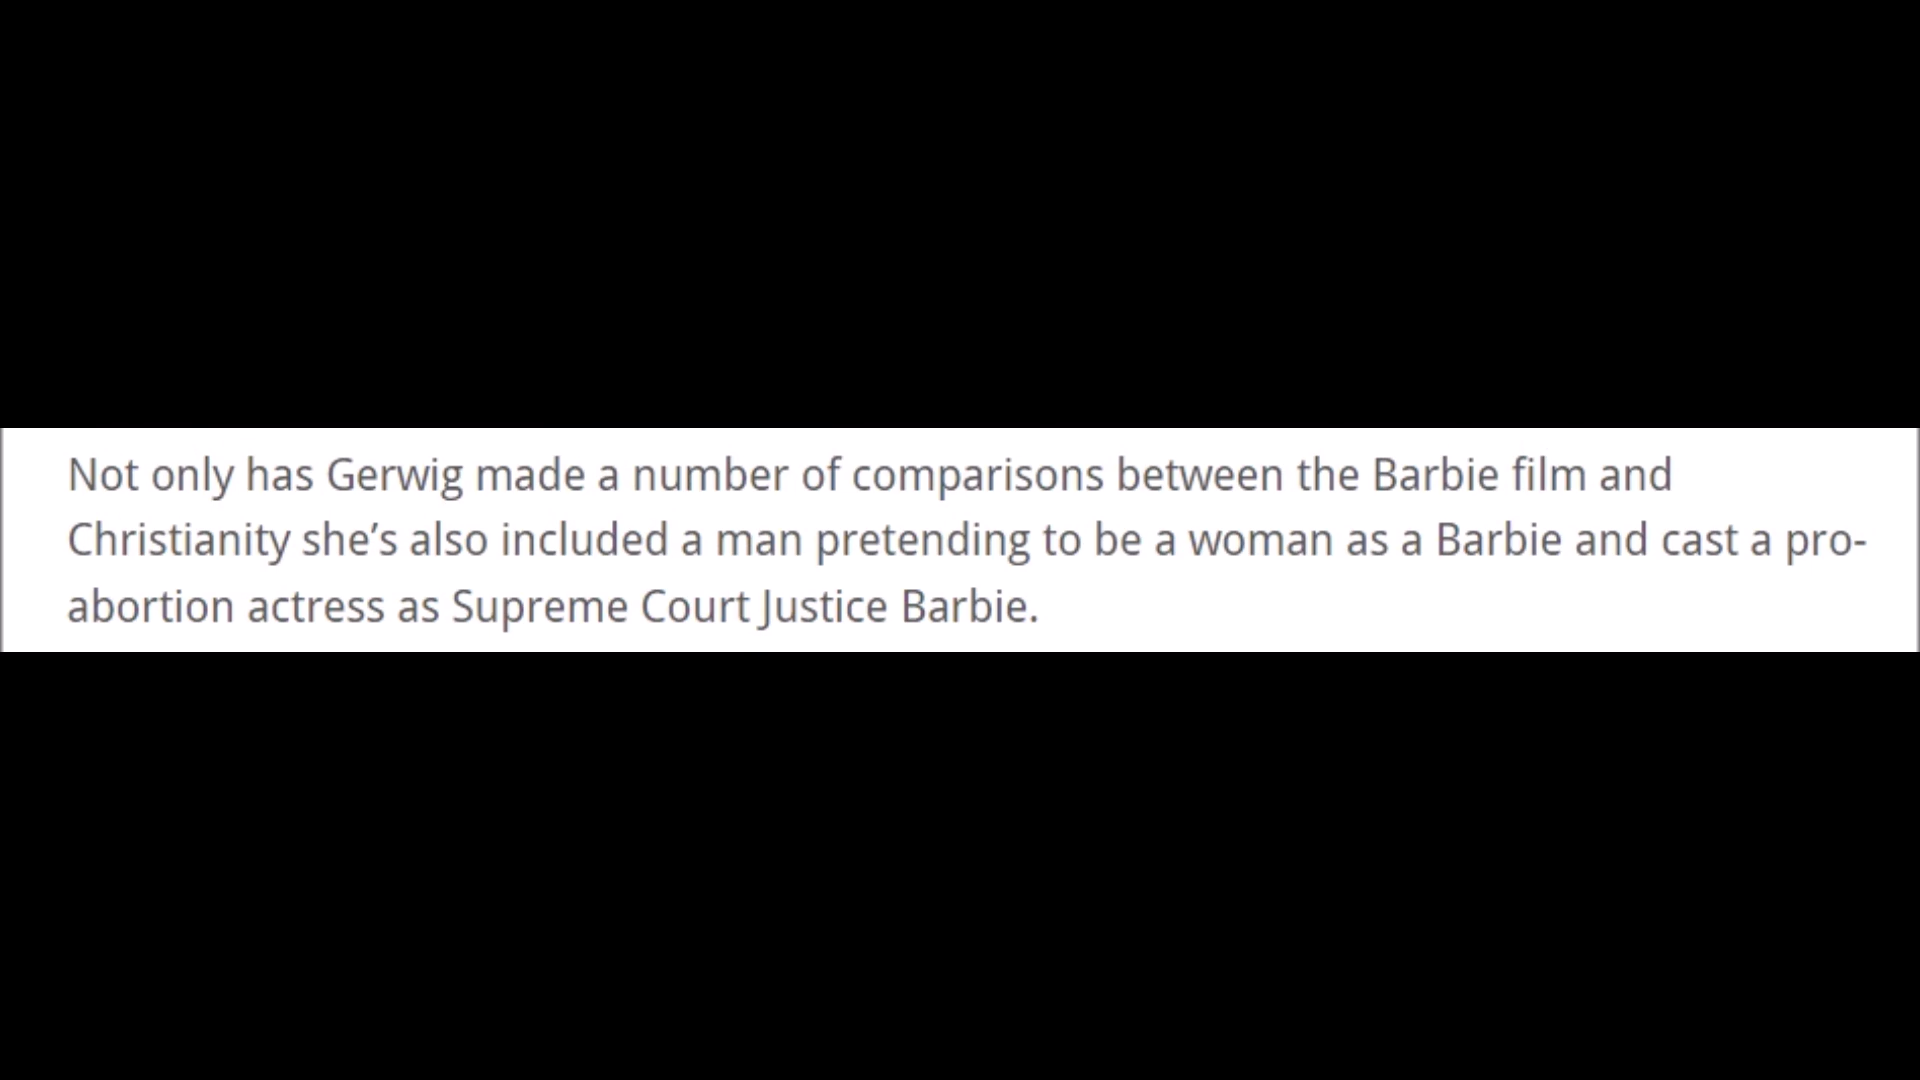 Not only has Gerwig made a number of comparisons between the Barbie film and
Christianity she’s also included a man pretending to be a woman as a Barbie and cast a pro-
abortion actress as Supreme Court Justice Barbie.